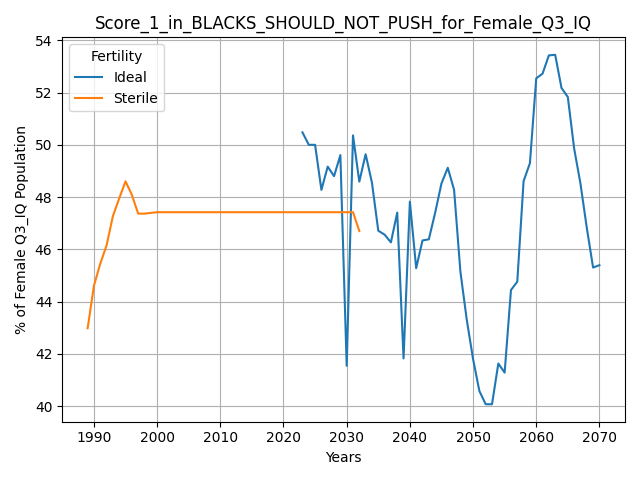 Score_1_in_BLACKS_SHOULD_NOT_PUSH_for_Female_Q3_IQ
Fertility
Ideal
Sterile
% of Female Q3_IQ Population
54
52
50
48
46
44
42
40
1990 2000 2010 2020 2030 2040 2050 2060 2070
Years